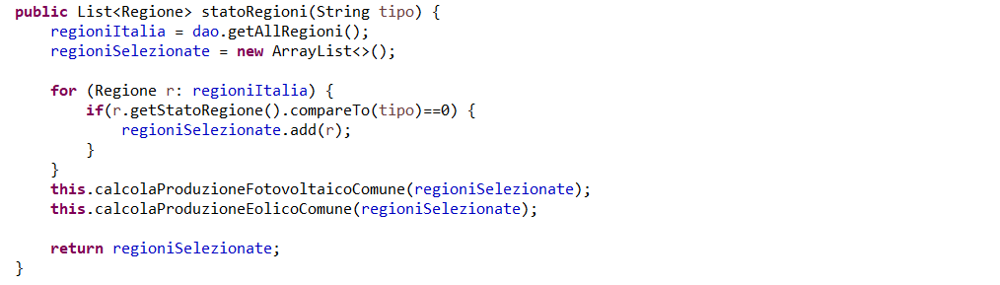 public List<Regione> statoRegioni(String tipo) {
    regioniItalia = dao.getAllRegioni();
    regioniSelezionate = new ArrayList<>();

    for (Regione r: regioniItalia) {
        if(r.getStatoRegione().compareTo(tipo)==0) {
            regioniSelezionate.add(r);
        }
    }
    this.calcolaProduzioneFotovoltaicoComune(regioniSelezionate);
    this.calcolaProduzioneEolicoComune(regioniSelezionate);

    return regioniSelezionate;
}